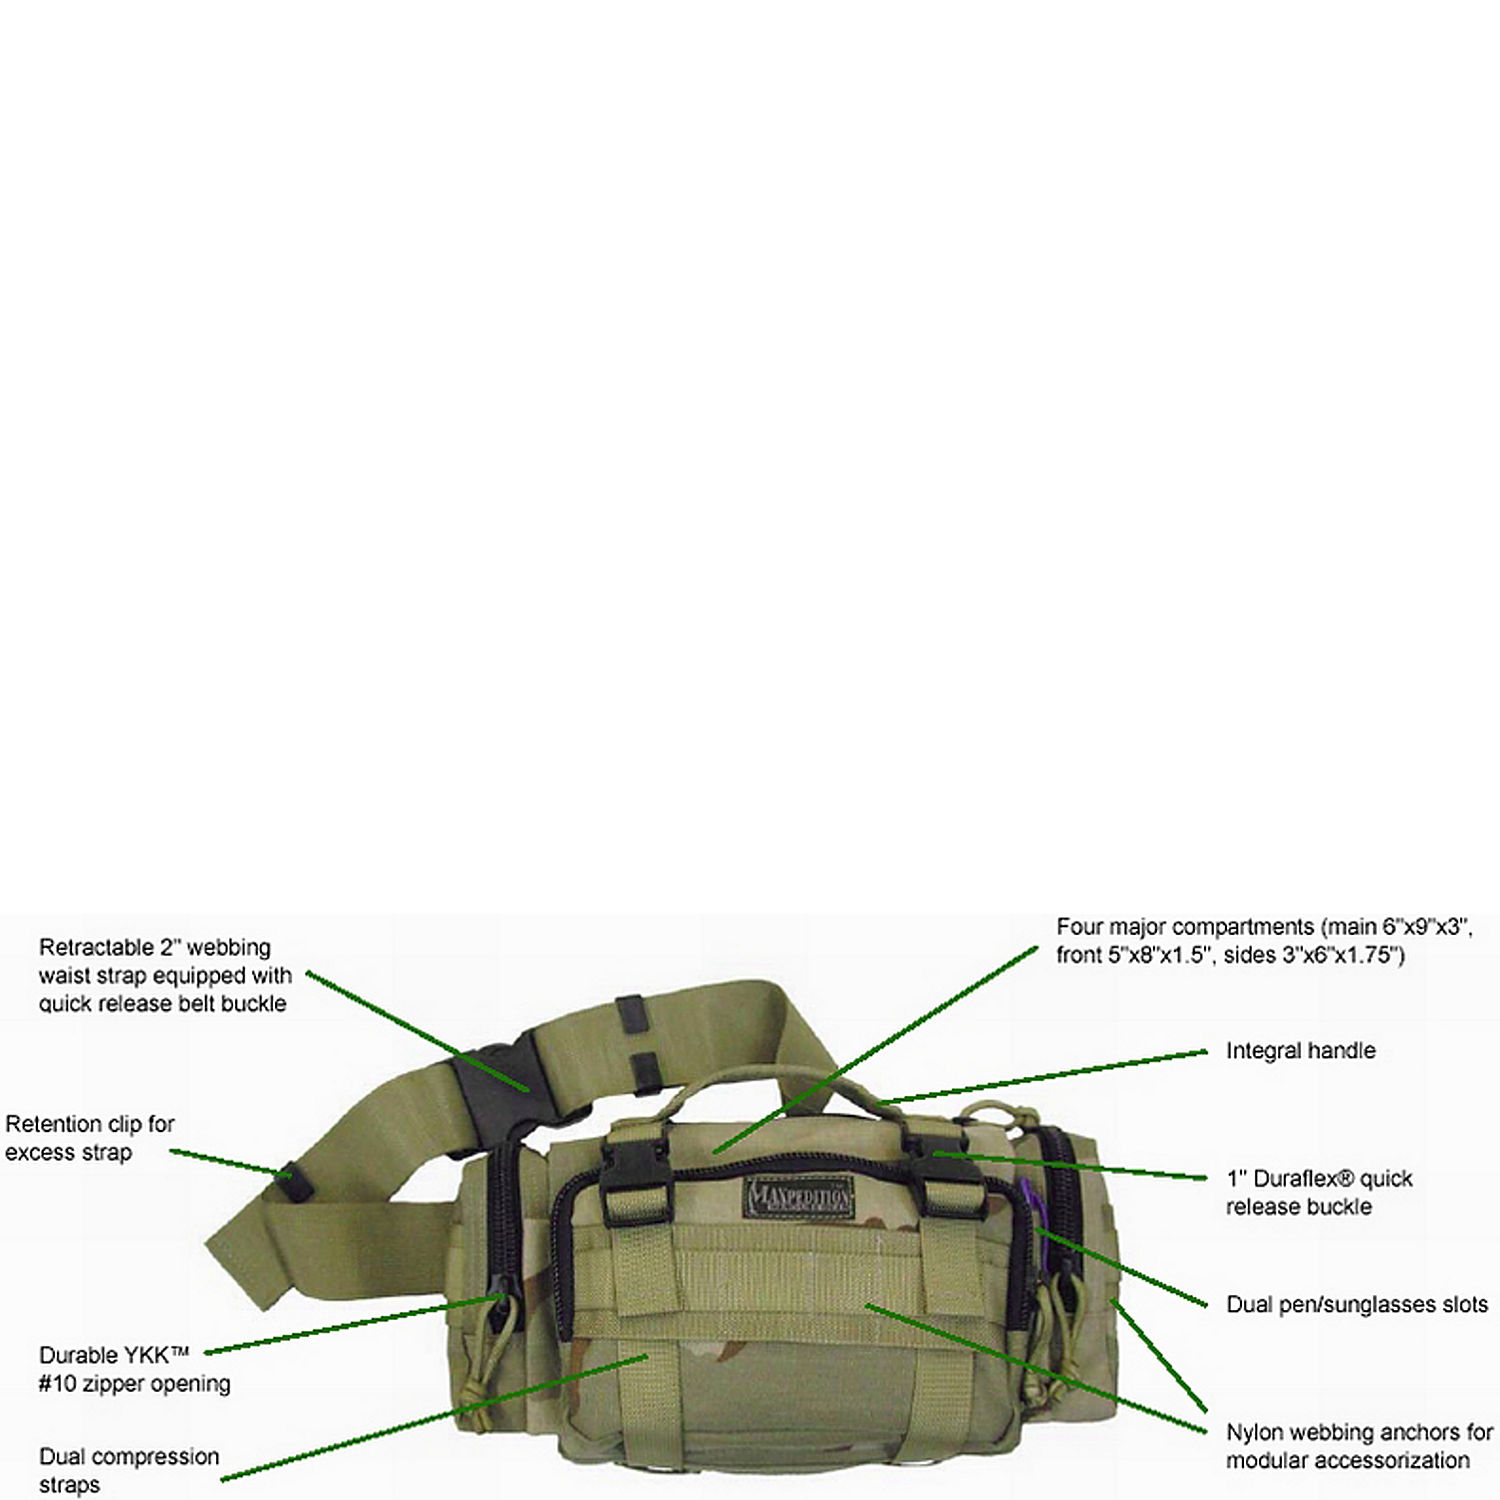 Retractable 2" webbing
waist strap equipped with
quick release belt buckle
Four major compartments (main 6"x9"x3",
front 5"x8"x1.5", sides 3"x6"x1.75")
Integral handle
Retention clip for
excess strap
1" Duraflex® quick
release buckle
MAXPEDITION
Dual pen/sunglasses slots
Durable YKK™
#10 zipper opening
Nylon webbing anchors for
modular accessorization
Dual compression
straps